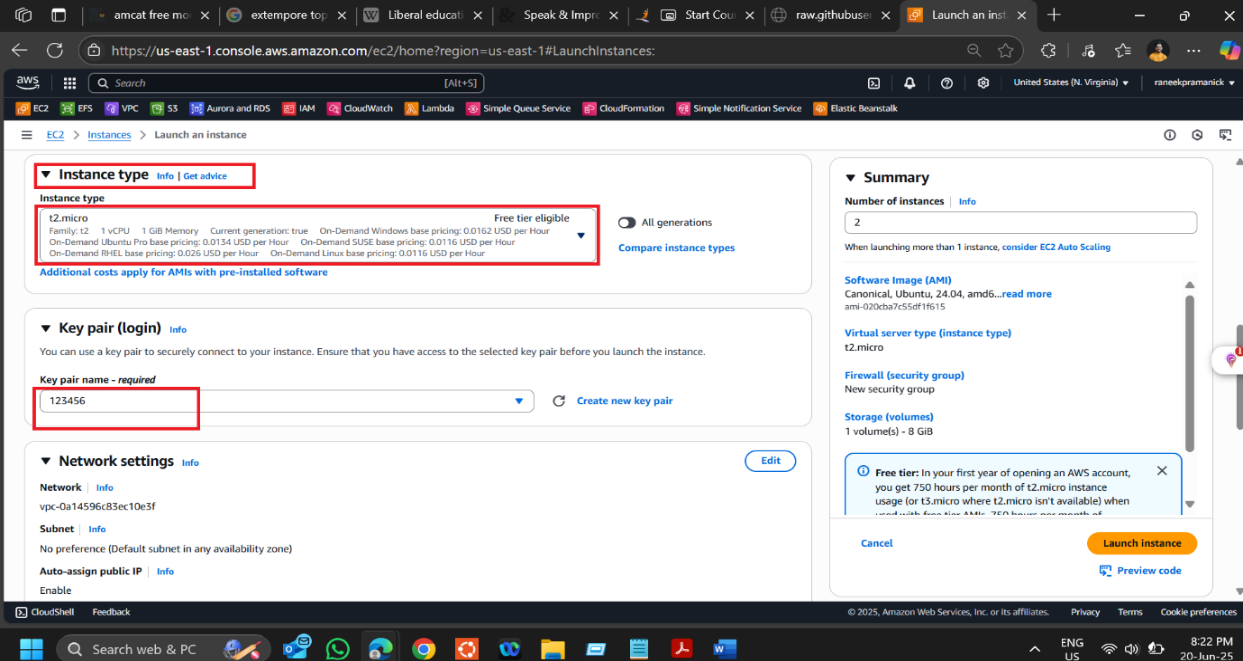 amcat free mo
extempore top
Liberal educati
Speak & Impro
Start Cou
raw.githubuser
Launch an inst
https://us-east-1.console.aws.amazon.com/ec2/home?region=us-east-1#LaunchInstances:
aws
Search
[Alt+S]
United States (N. Virginia)
raneekpramanick
EC2
EFS
VPC
S3
Aurora and RDS
IAM
CloudWatch
Lambda
Simple Queue Service
CloudFormation
Simple Notification Service
Elastic Beanstalk
EC2 > Instances > Launch an instance
Instance type Info | Get advice
Instance type
t2.micro
Free tier eligible
Family: t2 1 vCPU 1 GiB Memory Current generation: true On-Demand Windows base pricing: 0.0162 USD per Hour
On-Demand Ubuntu Pro base pricing: 0.0134 USD per Hour On-Demand SUSE base pricing: 0.0116 USD per Hour
On-Demand RHEL base pricing: 0.026 USD per Hour On-Demand Linux base pricing: 0.0116 USD per Hour
All generations
Compare instance types
Additional costs apply for AMIs with pre-installed software
Key pair (login) Info
You can use a key pair to securely connect to your instance. Ensure that you have access to the selected key pair before you launch the instance.
Key pair name - required
123456
Create new key pair
Network settings Info
Edit
Network Info
vpc-0a14596c83ec10e3f
Subnet Info
No preference (Default subnet in any availability zone)
Auto-assign public IP Info
Enable
Summary
Number of instances Info
2
When launching more than 1 instance, consider EC2 Auto Scaling
Software Image (AMI)
Canonical, Ubuntu, 24.04, amd6...read more
ami-020cba7c55df1f615
Virtual server type (instance type)
t2.micro
Firewall (security group)
New security group
Storage (volumes)
1 volume(s) - 8 GiB
Free tier: In your first year of opening an AWS account,
you get 750 hours per month of t2.micro instance
usage (or t3.micro where t2.micro isn't available) when
used with free tier AMIs, 750 hours per month of
Cancel
Launch instance
Preview code
1
CloudShell
Feedback
© 2025, Amazon Web Services, Inc. or its affiliates.
Privacy
Terms
Cookie preferences
Search web & PC
ENG
US
8:22 PM
20-Jun-25